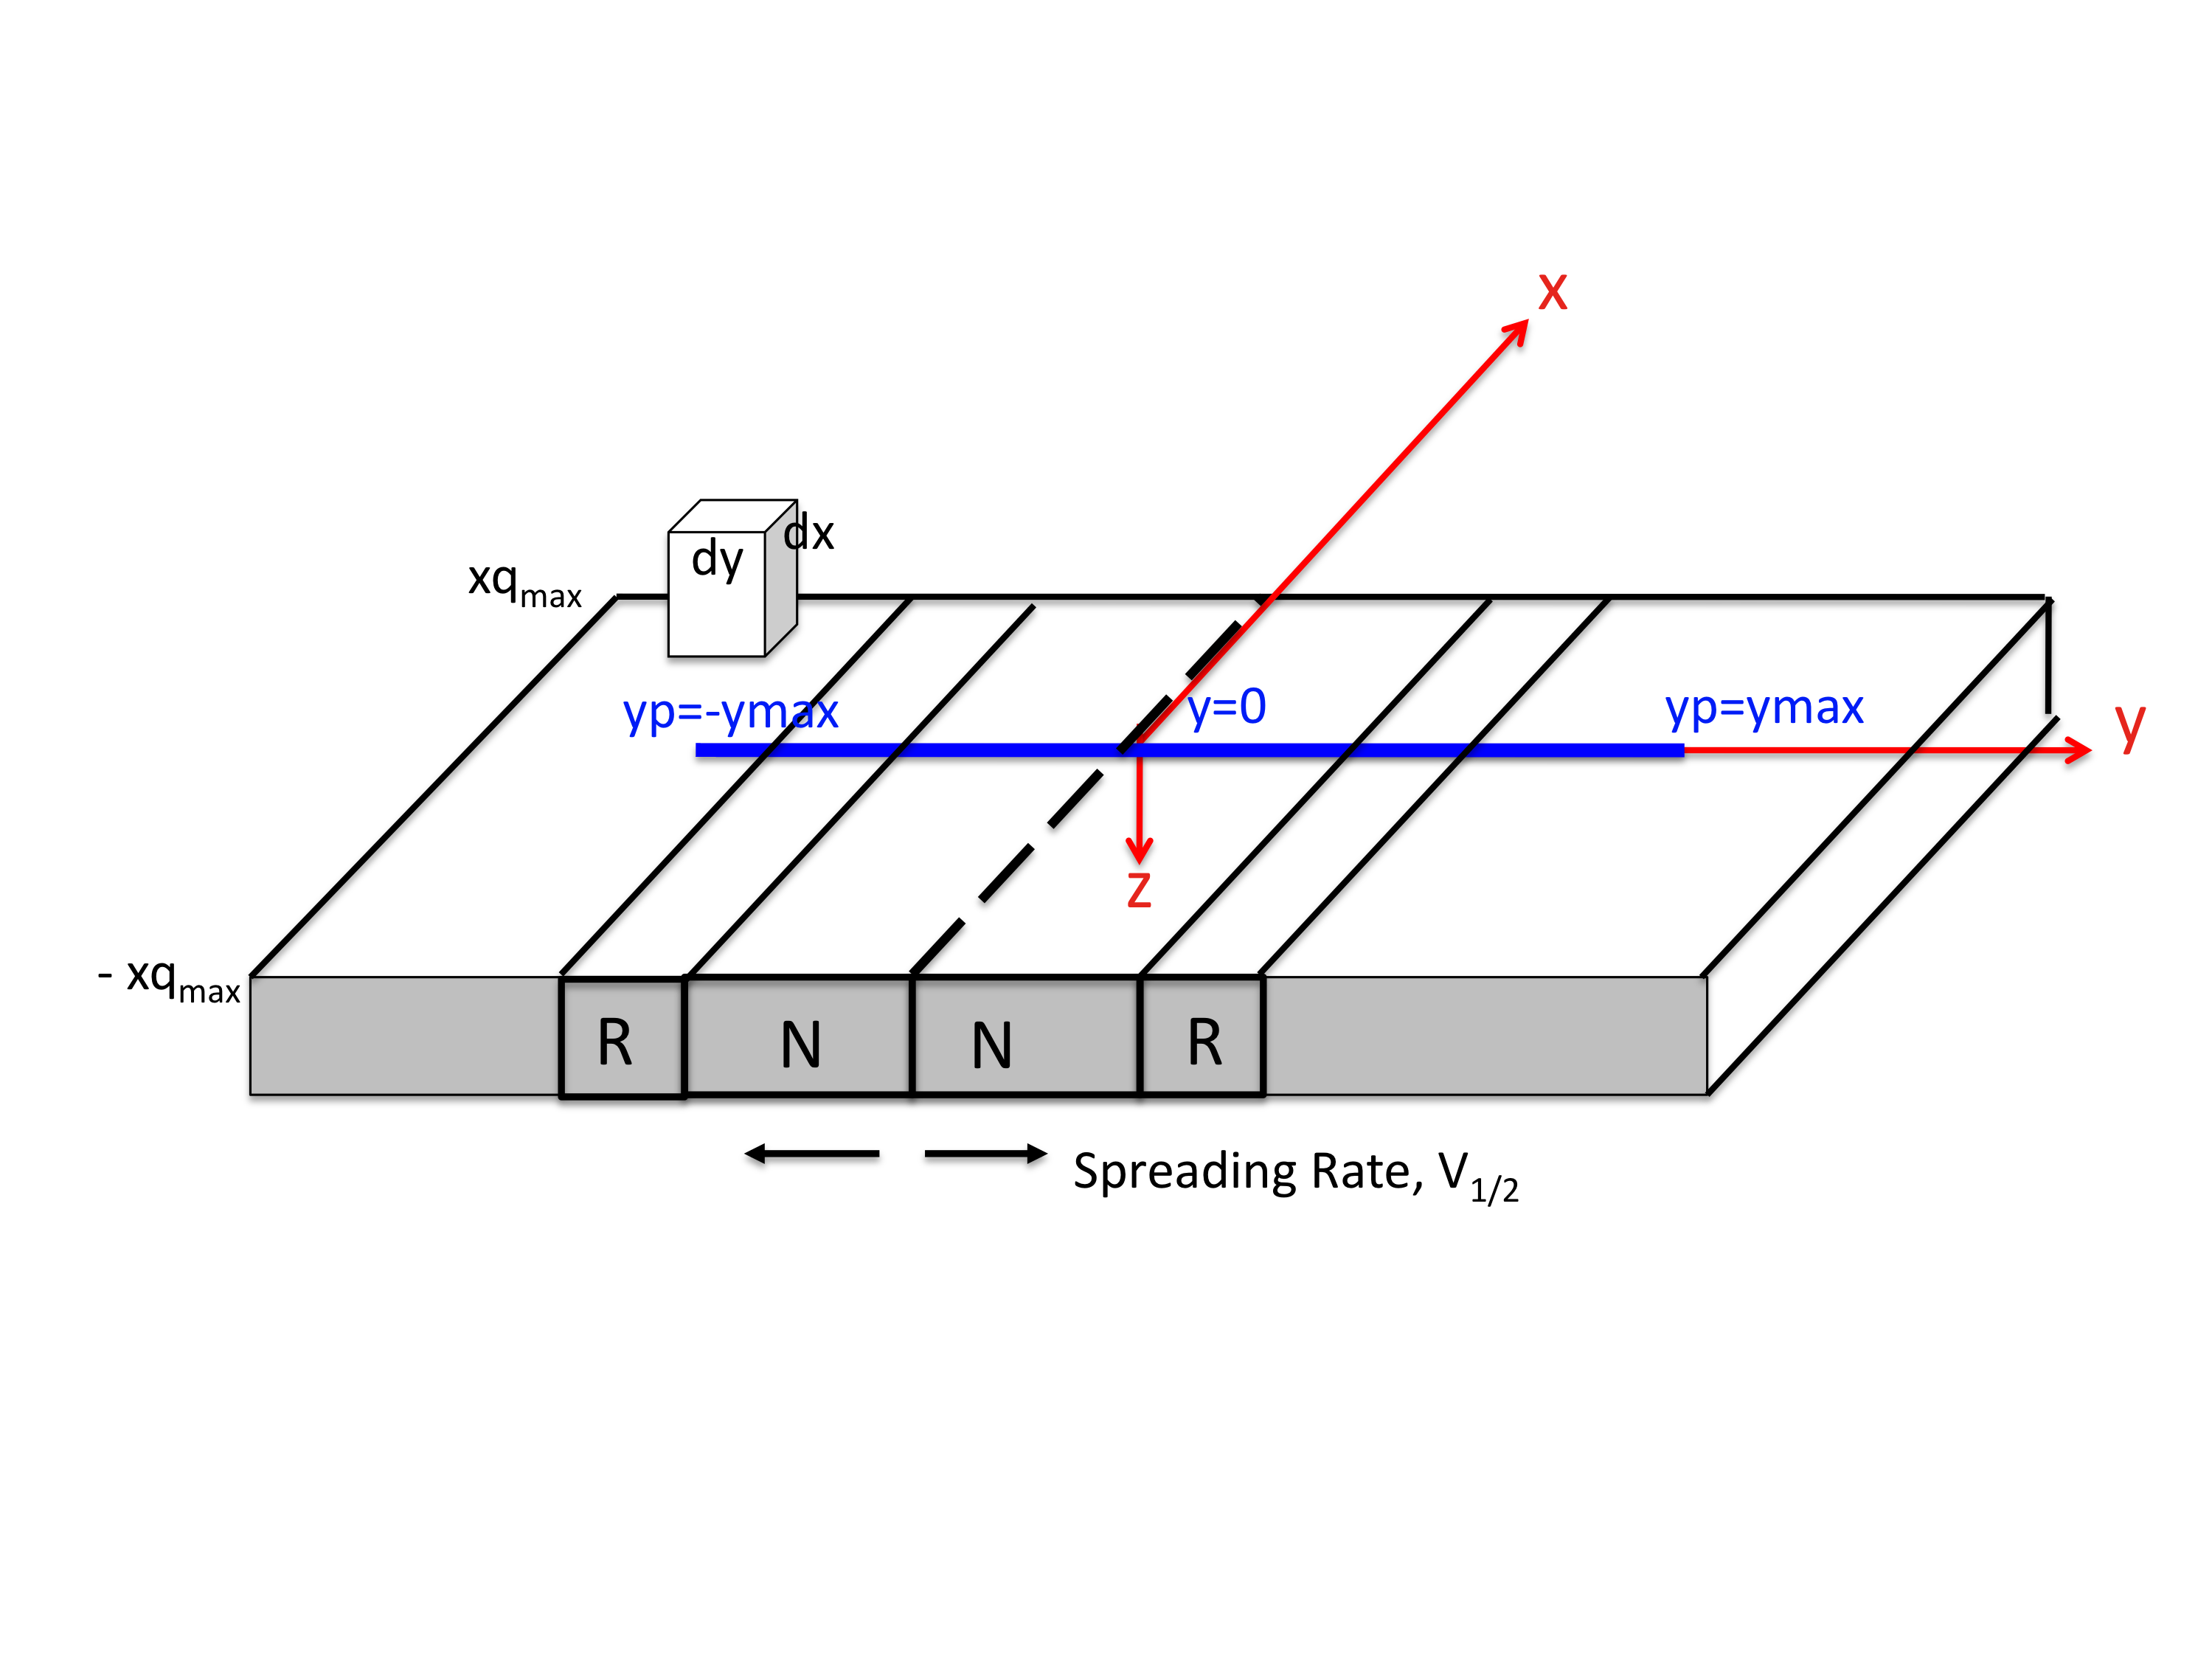 x
dx
dy
xqmax
yp=-ymax
y=0
yp=ymax
y
z
- xqmax
R
N
N
R
Spreading Rate, V1/2